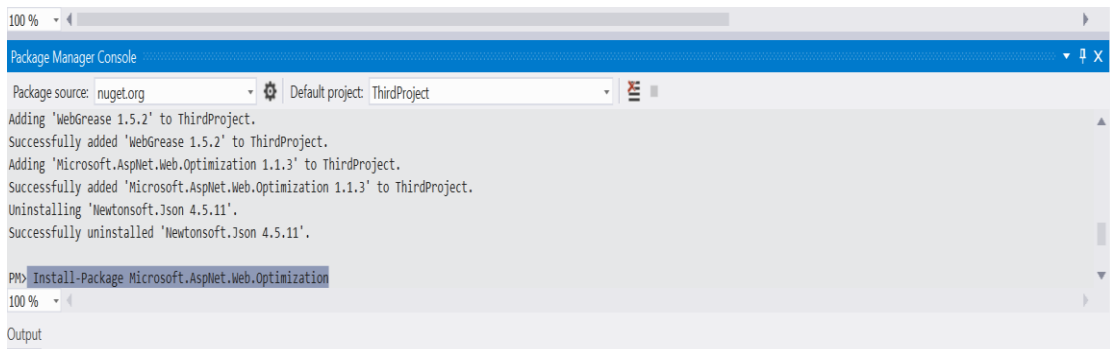 100 %
Package Manager Console
Package source: nuget.org Default project: ThirdProject
Adding 'WebGrease 1.5.2' to ThirdProject.
Successfully added 'WebGrease 1.5.2' to ThirdProject.
Adding 'Microsoft.AspNet.Web.Optimization 1.1.3' to ThirdProject.
Successfully added 'Microsoft.AspNet.Web.Optimization 1.1.3' to ThirdProject.
Uninstalling 'Newtonsoft.Json 4.5.11'.
Successfully uninstalled 'Newtonsoft.Json 4.5.11'.
PM> Install-Package Microsoft.AspNet.Web.Optimization
100 %
Output